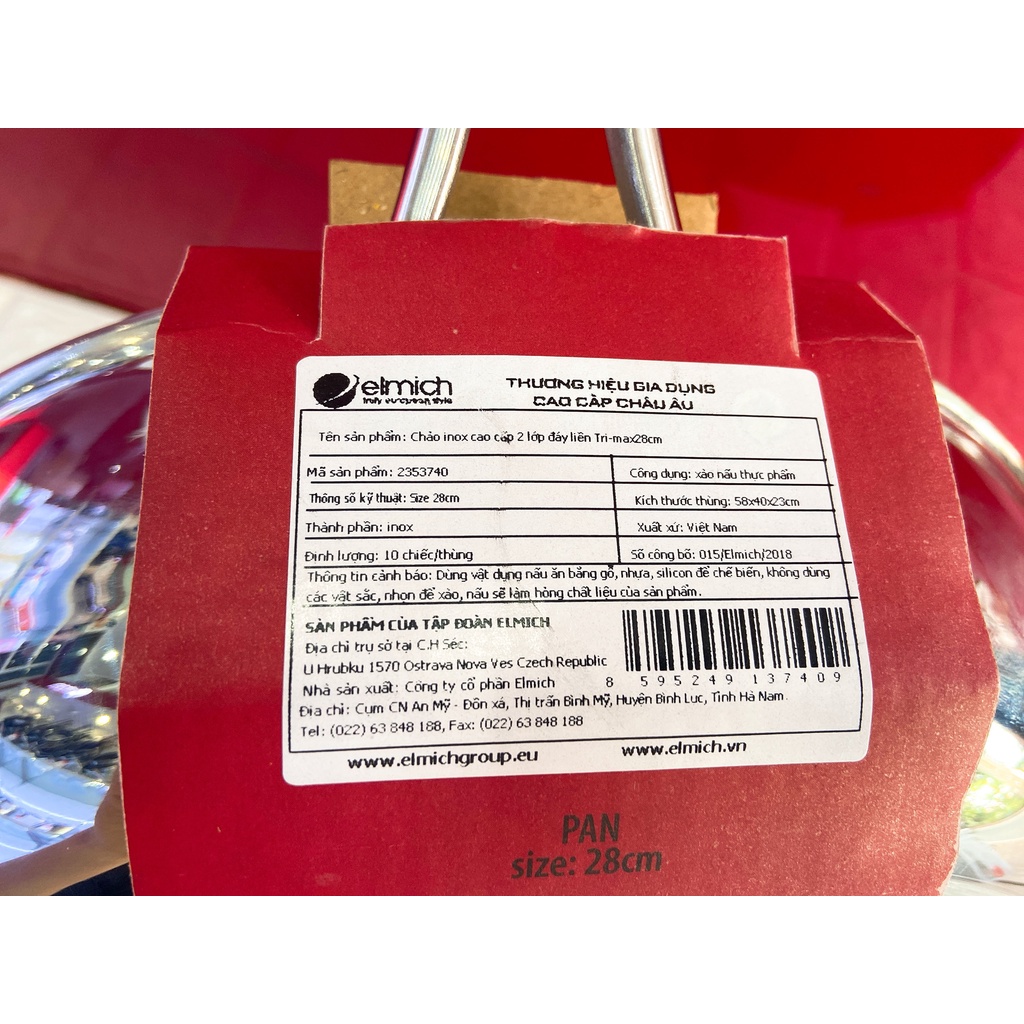 elmich
truly european style
THƯƠNG HIỆU GIA DỤNG
CAO CẤP CHÂU ÂU
Tên sản phẩm: Chảo inox cao cấp 2 lớp đáy liền Tri-max28cm
Mã sản phẩm: 2353740
Công dụng: xào nấu thực phẩm
Thông số kỹ thuật: Size 28cm
Kích thước thùng: 58x40x23cm
Thành phần: inox
Xuất xứ: Việt Nam
Định lượng: 10 chiếc/thùng
Số công bố: 015/Elmich/2018
Thông tin cảnh báo: Dùng vật dụng nấu ăn bằng gỗ, nhựa, silicon để chế biến, không dùng
các vật sắc, nhọn để xào, nấu sẽ làm hỏng chất liệu của sản phẩm.
SẢN PHẨM CỦA TẬP ĐOÀN ELMICH
Địa chỉ trụ sở tại C.H Séc:
U Hrubku 1570 Ostrava Nova Ves Czech Republic
8 595249 137409
Nhà sản xuất: Công ty cổ phần Elmich
Địa chỉ: Cụm CN An Mỹ - Đồn xá, Thị trấn Bình Mỹ, Huyện Bình Lục, Tỉnh Hà Nam.
Tel: (022) 63 848 188, Fax: (022) 63 848 188
www.elmichgroup.eu
www.elmich.vn
PAN
size: 28cm